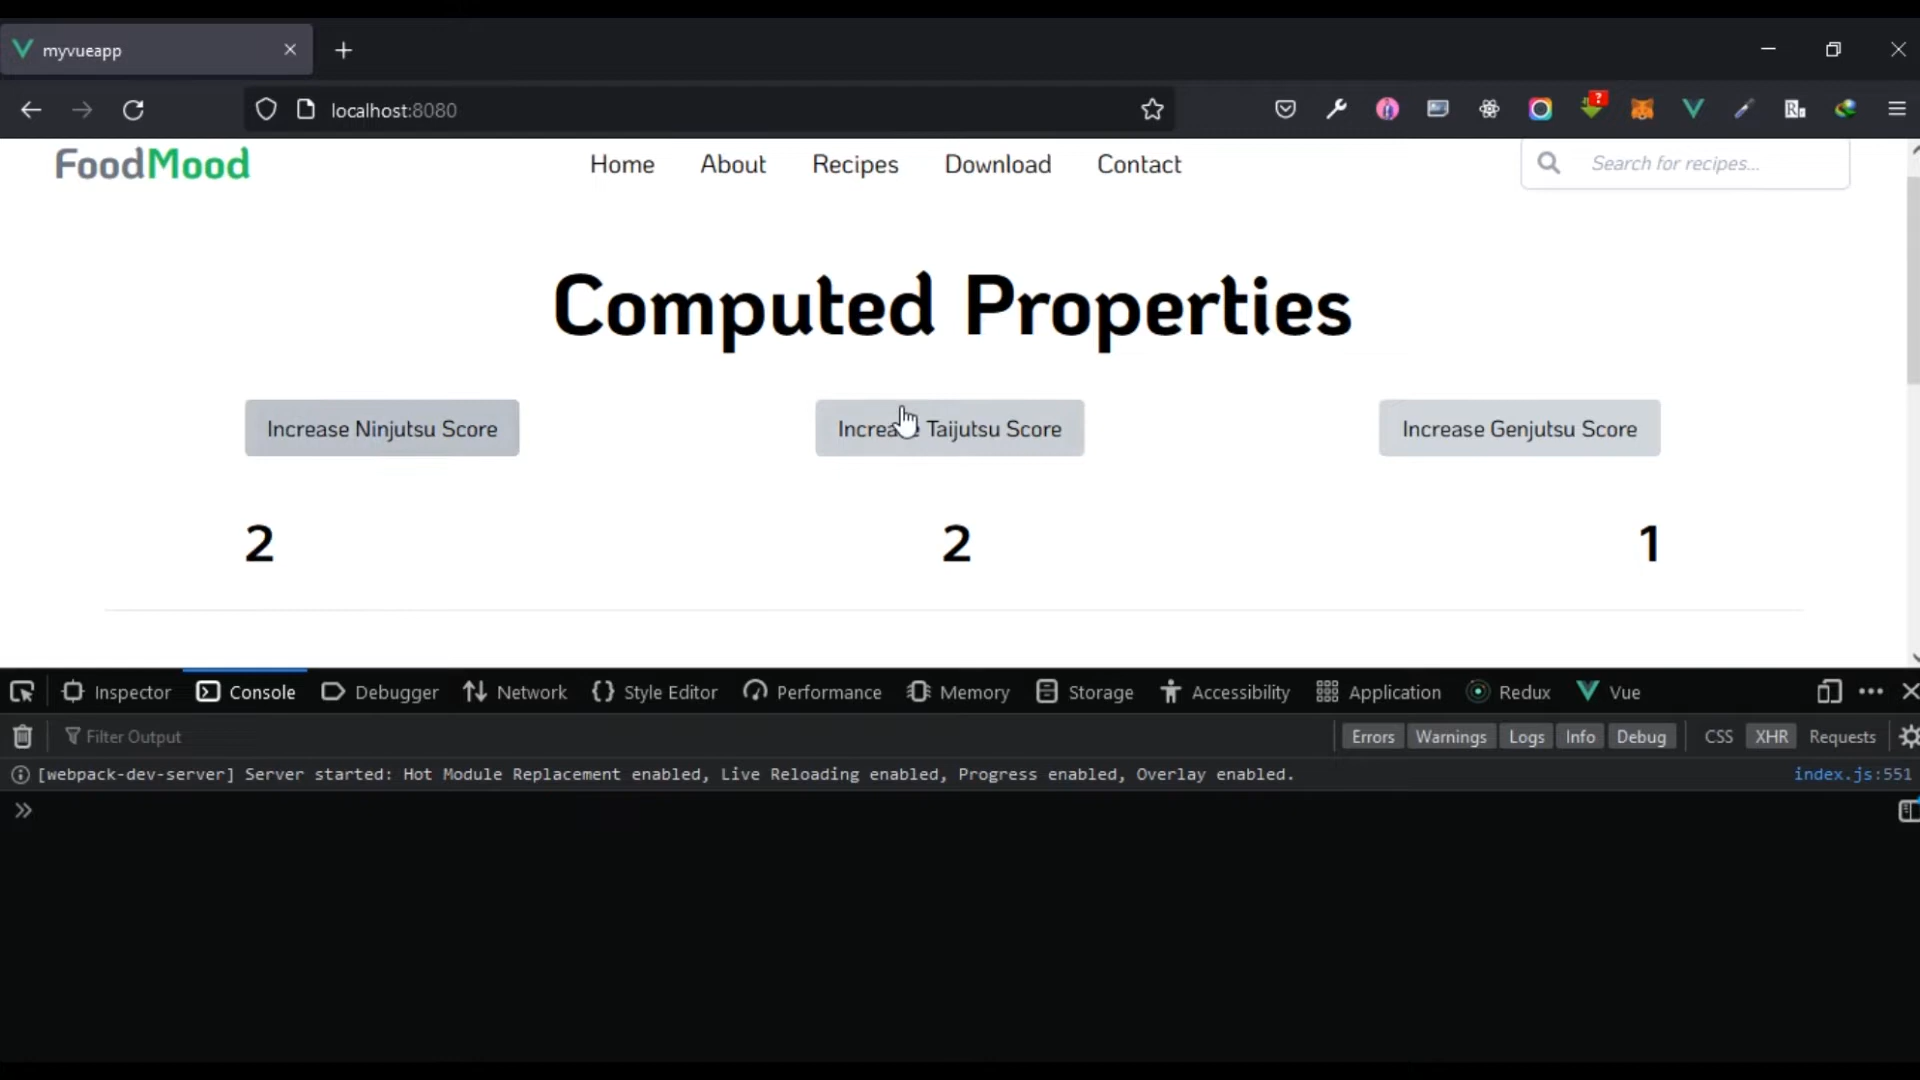 myvueapp
localhost:8080
FoodMood
Home About Recipes Download Contact
Search for recipes...
Computed Properties
Increase Ninjutsu Score
Increase Taijutsu Score
Increase Genjutsu Score
2 2 1
Inspector Console Debugger Network Style Editor Performance Memory Storage Accessibility Application Redux Vue
Filter Output
Errors Warnings Logs Info Debug CSS XHR Requests
[webpack-dev-server] Server started: Hot Module Replacement enabled, Live Reloading enabled, Progress enabled, Overlay enabled. index.js:551